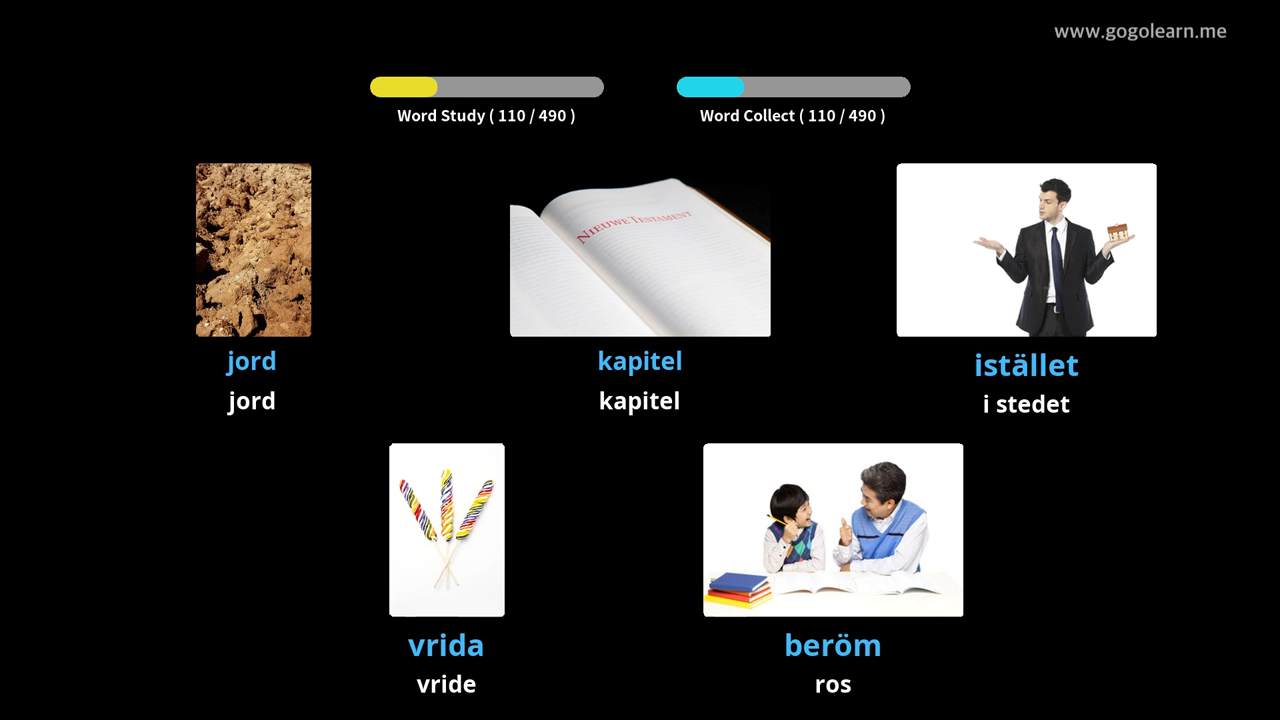 www.gogolearn.me
Word Study ( 110 / 490 )
Word Collect ( 110 / 490 )
NIEUWE TESTAMENT
jord
jord
kapitel
kapitel
istället
i stedet
vrida
vride
beröm
ros